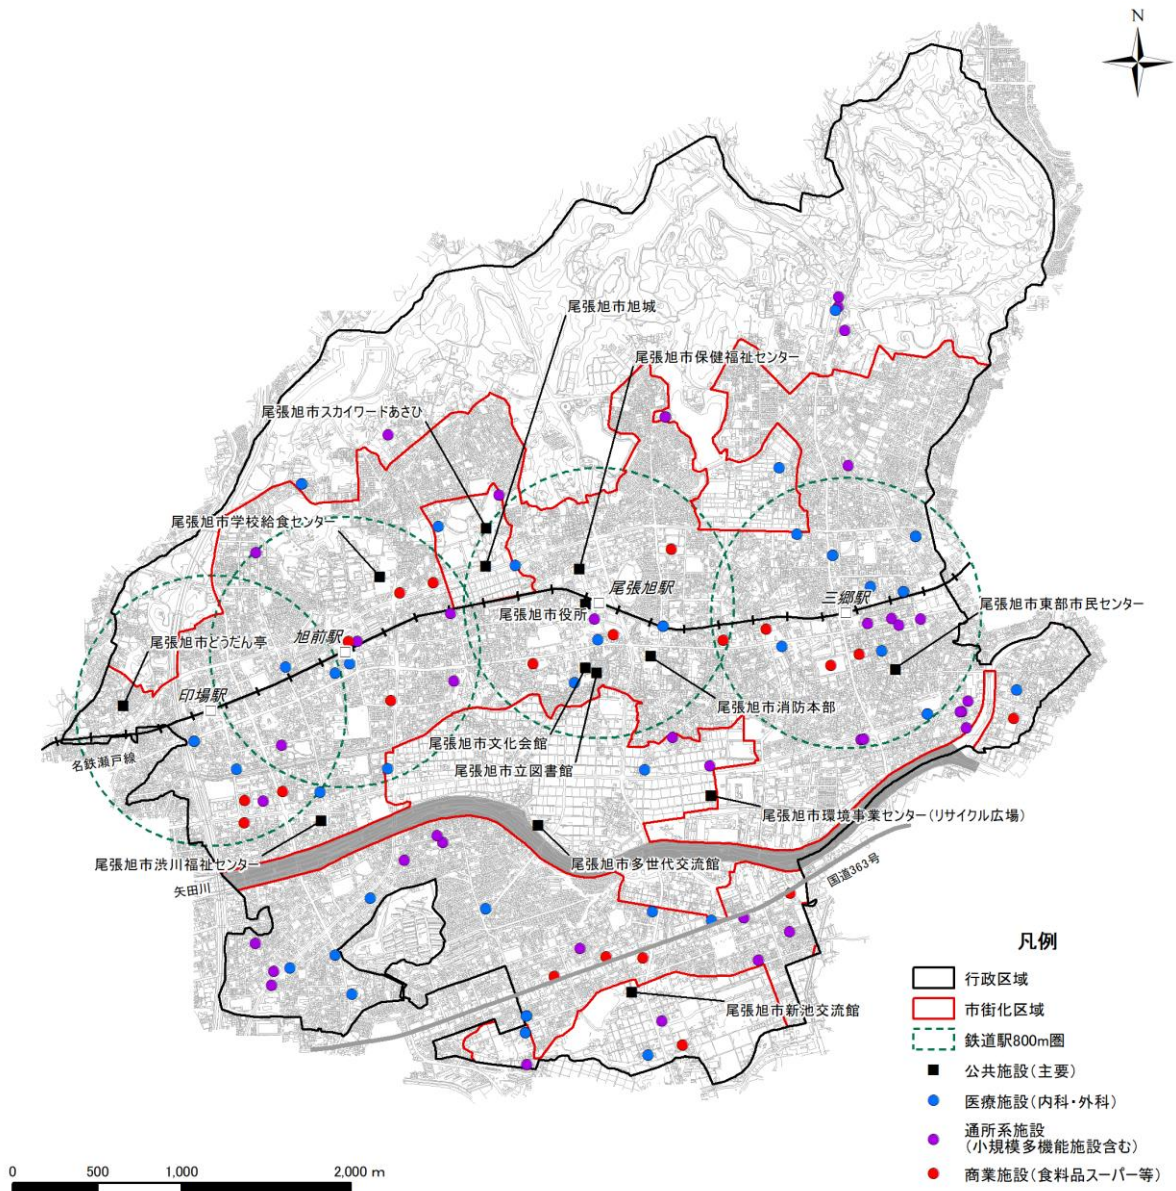 N
尾張旭市旭城
尾張旭市保健福祉センター
尾張旭市スカイワードあさひ
尾張旭市学校給食センター
尾張旭駅
三郷駅
尾張旭市東部市民センター
尾張旭市役所
旭前駅
尾張旭市どうだん亭
印場駅
尾張旭市消防本部
尾張旭市文化会館
名鉄瀬戸線
尾張旭市立図書館
尾張旭市環境事業センター(リサイクル広場)
尾張旭市渋川福祉センター
尾張旭市多世代交流館
国道363号
矢田川
尾張旭市新池交流館
凡例
行政区域
市街化区域
鉄道駅800m圏
公共施設(主要)
医療施設(内科・外科)
通所系施設
(小規模多機能施設含む)
商業施設(食料品スーパー等)
0 500 1,000 2,000 m